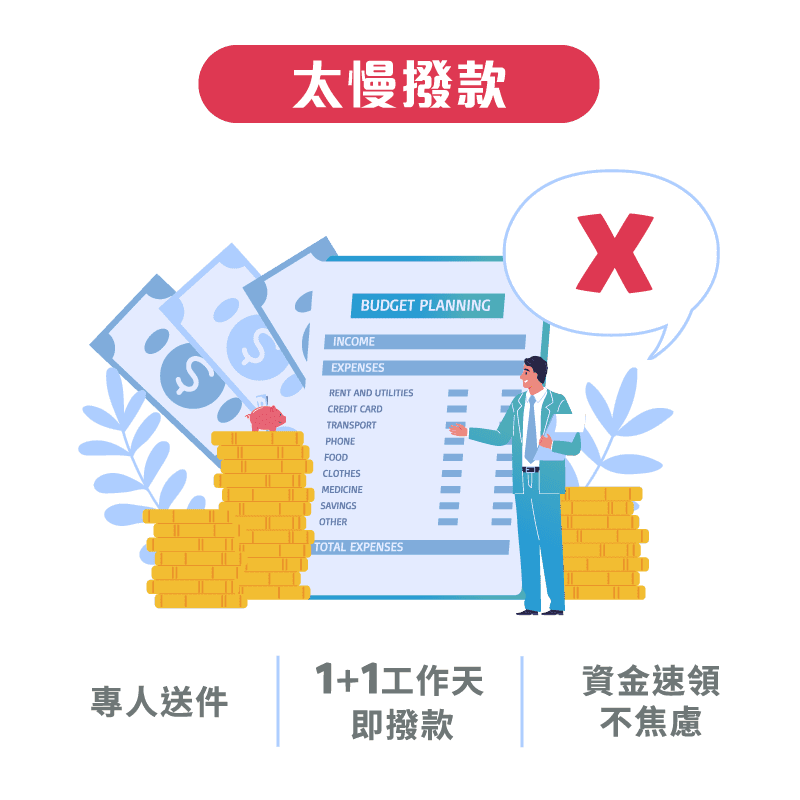 太慢撥款
X
BUDGET PLANNING
INCOME
EXPENSES
RENT AND UTILITIES
CREDIT CARD
TRANSPORT
PHONE
FOOD
CLOTHES
MEDICINE
SAVINGS
OTHER
TOTAL EXPENSES
專人送件
1+1工作天
即撥款
資金速領
不焦慮